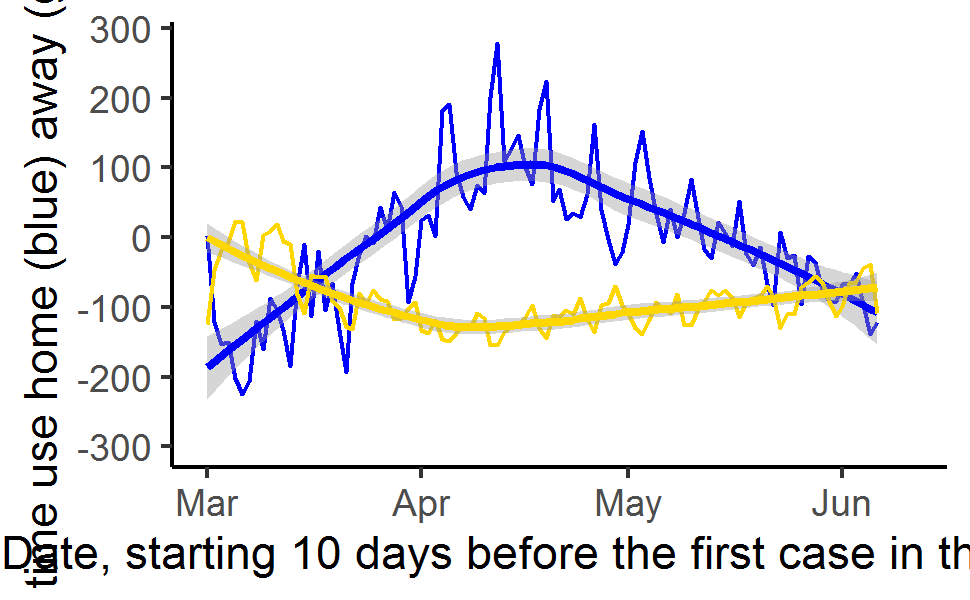 time use home (blue) away (
300
200
100
0
-100
-200
-300
Mar Apr May Jun
Date, starting 10 days before the first case in th